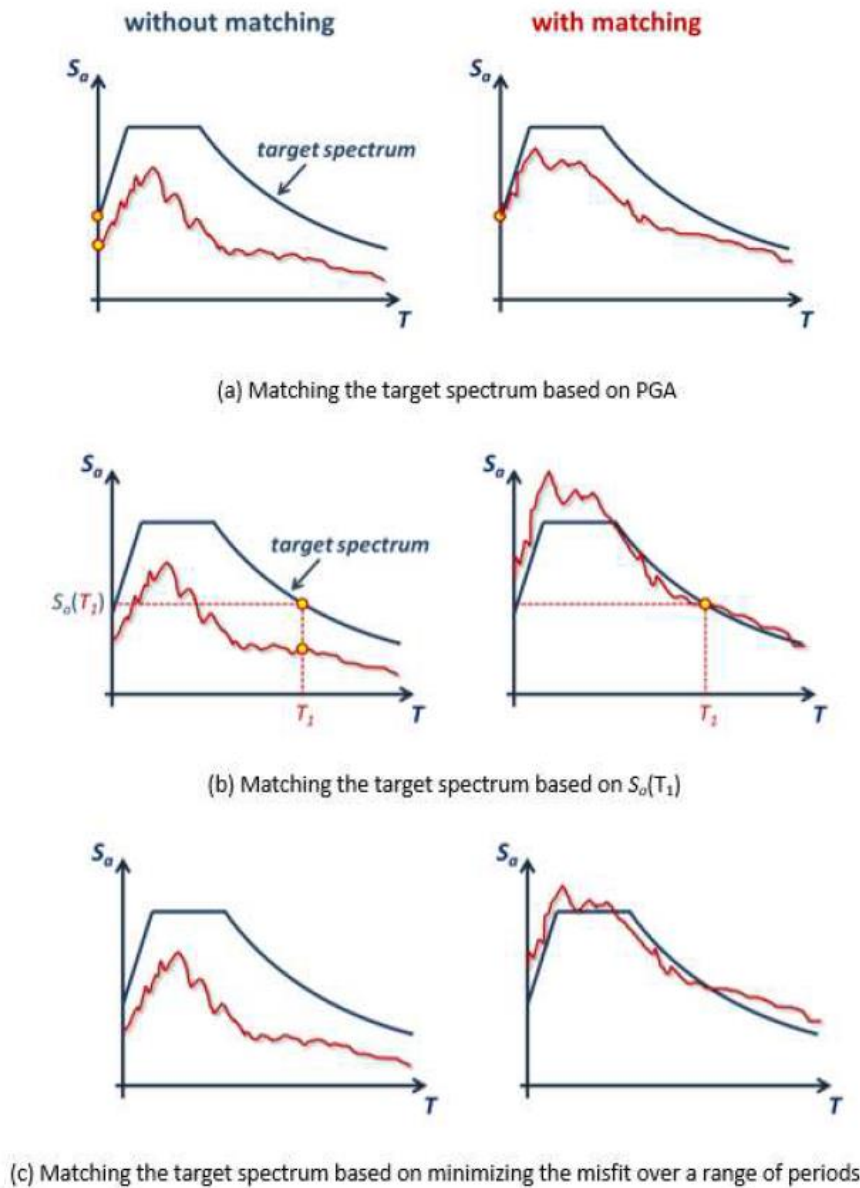 without matching with matching
Sa Sa
target spectrum
T T
(a) Matching the target spectrum based on PGA
Sa Sa
target spectrum
Sa(T1)
T1 T T1 T
(b) Matching the target spectrum based on Sa(T1)
Sa Sa
T T
(c) Matching the target spectrum based on minimizing the misfit over a range of periods